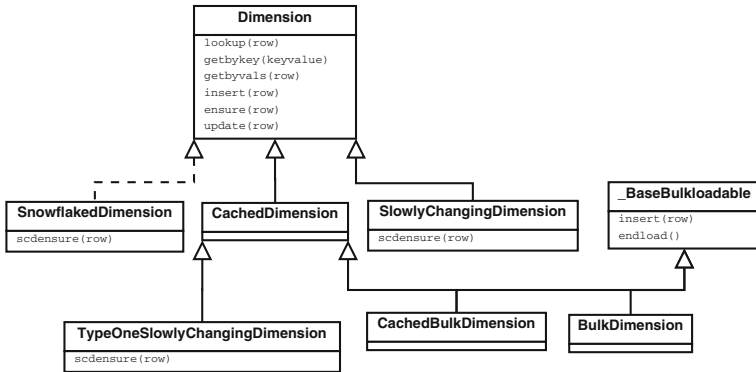 Dimension
lookup(row)
getbykey(keyvalue)
getbyvals(row)
insert(row)
ensure(row)
update(row)
SnowflakedDimension
scdensure(row)
CachedDimension
SlowlyChangingDimension
scdensure(row)
_BaseBulkloadable
insert(row)
endload()
TypeOneSlowlyChangingDimension
scdensure(row)
CachedBulkDimension
BulkDimension